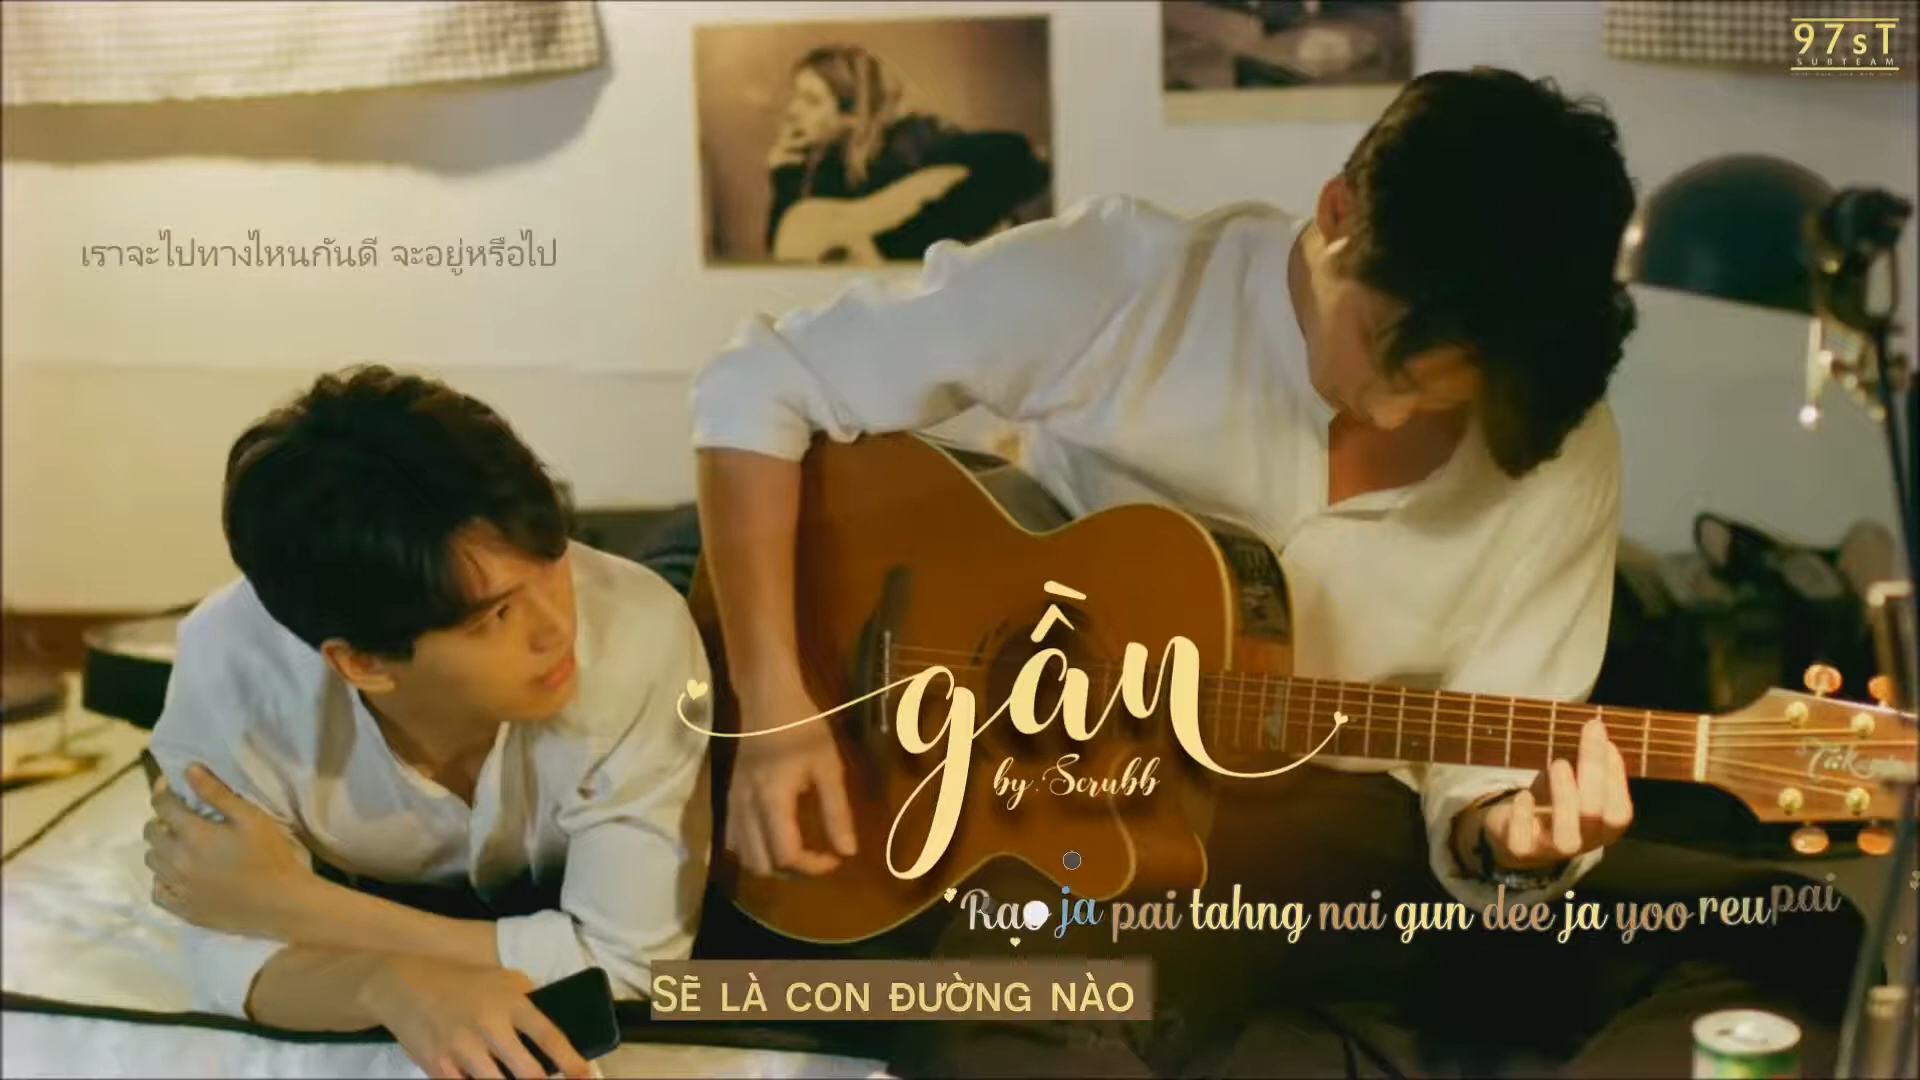 97sT
SUBTEAM
เราจะไปทางไหนกันดี จะอยู่หรือไป
gần
by: Scrubb
Rao ja pai tahng nai gun dee ja yoo reu pai
SẼ LÀ CON ĐƯỜNG NÀO